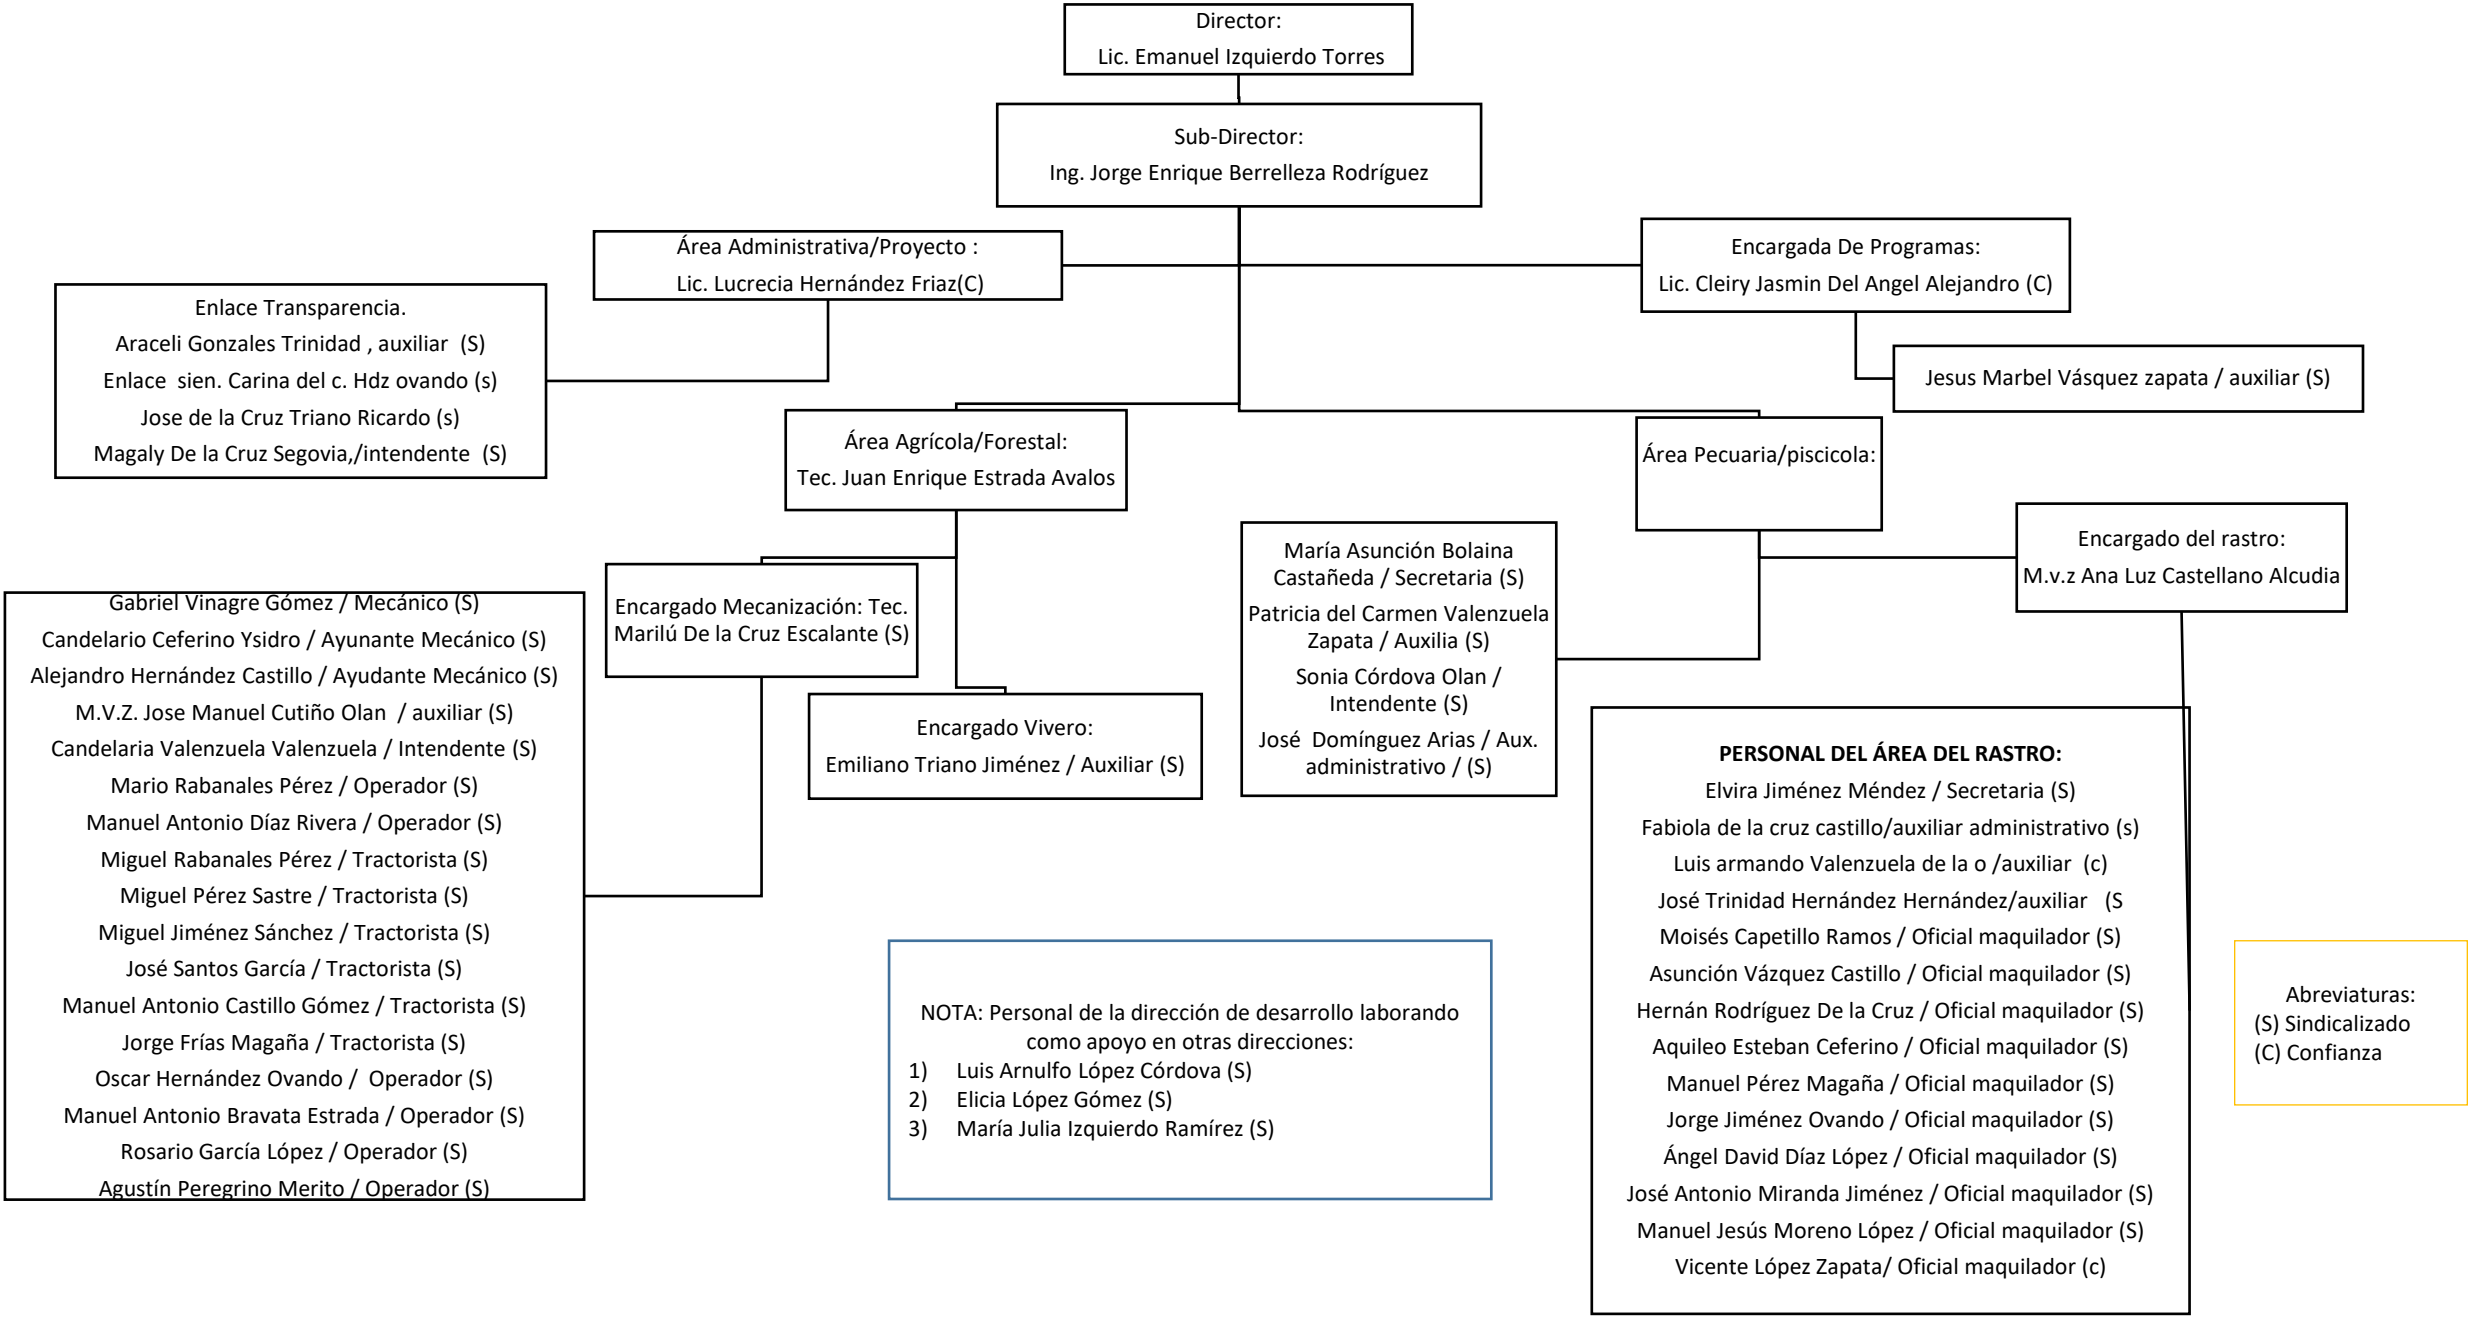 Director:
Lic. Emanuel Izquierdo Torres
Sub-Director:
Ing. Jorge Enrique Berrelleza Rodríguez
Área Administrativa/Proyecto :
Lic. Lucrecia Hernández Friaz(C)
Encargada De Programas:
Lic. Cleiry Jasmin Del Angel Alejandro (C)
Enlace Transparencia.
Araceli Gonzales Trinidad , auxiliar  (S)
Enlace  sien. Carina del c. Hdz ovando (s)
Jose de la Cruz Triano Ricardo (s)
Magaly De la Cruz Segovia,/intendente  (S)
Jesus Marbel Vásquez zapata / auxiliar (S)
Área Agrícola/Forestal:
Tec. Juan Enrique Estrada Avalos
Área Pecuaria/piscicola:
Encargado del rastro:
M.v.z Ana Luz Castellano Alcudia
María Asunción Bolaina
Castañeda / Secretaria (S)
Patricia del Carmen Valenzuela
Zapata / Auxilia (S)
Sonia Córdova Olan /
Intendente (S)
José  Domínguez Arias / Aux.
administrativo / (S)
Encargado Mecanización: Tec.
Marilú De la Cruz Escalante (S)
Encargado Vivero:
Emiliano Triano Jiménez / Auxiliar (S)
Gabriel Vinagre Gómez / Mecánico (S)
Candelario Ceferino Ysidro / Ayunante Mecánico (S)
Alejandro Hernández Castillo / Ayudante Mecánico (S)
M.V.Z. Jose Manuel Cutiño Olan  / auxiliar (S)
Candelaria Valenzuela Valenzuela / Intendente (S)
Mario Rabanales Pérez / Operador (S)
Manuel Antonio Díaz Rivera / Operador (S)
Miguel Rabanales Pérez / Tractorista (S)
Miguel Pérez Sastre / Tractorista (S)
Miguel Jiménez Sánchez / Tractorista (S)
José Santos García / Tractorista (S)
Manuel Antonio Castillo Gómez / Tractorista (S)
Jorge Frías Magaña / Tractorista (S)
Oscar Hernández Ovando /  Operador (S)
Manuel Antonio Bravata Estrada / Operador (S)
Rosario García López / Operador (S)
Agustín Peregrino Merito / Operador (S)
PERSONAL DEL ÁREA DEL RASTRO:
Elvira Jiménez Méndez / Secretaria (S)
Fabiola de la cruz castillo/auxiliar administrativo (s)
Luis armando Valenzuela de la o /auxiliar  (c)
José Trinidad Hernández Hernández/auxiliar   (S
Moisés Capetillo Ramos / Oficial maquilador (S)
Asunción Vázquez Castillo / Oficial maquilador (S)
Hernán Rodríguez De la Cruz / Oficial maquilador (S)
Aquileo Esteban Ceferino / Oficial maquilador (S)
Manuel Pérez Magaña / Oficial maquilador (S)
Jorge Jiménez Ovando / Oficial maquilador (S)
Ángel David Díaz López / Oficial maquilador (S)
José Antonio Miranda Jiménez / Oficial maquilador (S)
Manuel Jesús Moreno López / Oficial maquilador (S)
Vicente López Zapata/ Oficial maquilador (c)
NOTA: Personal de la dirección de desarrollo laborando
como apoyo en otras direcciones:
1) Luis Arnulfo López Córdova (S)
2) Elicia López Gómez (S)
3) María Julia Izquierdo Ramírez (S)
Abreviaturas:
(S) Sindicalizado
(C) Confianza